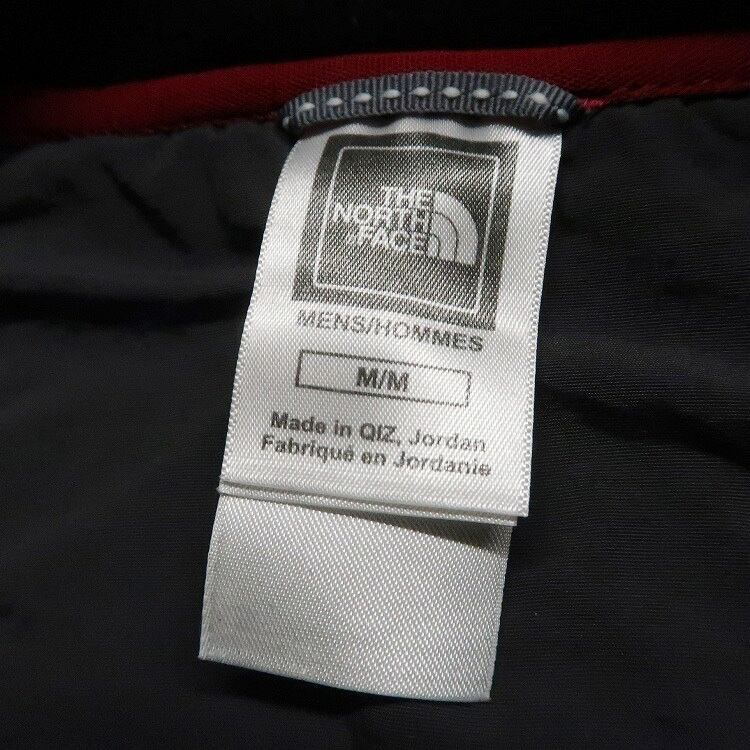 THE
NORTH
FACE
MENS/HOMMES
M/M
Made in QIZ, Jordan
Fabriqué en Jordanie